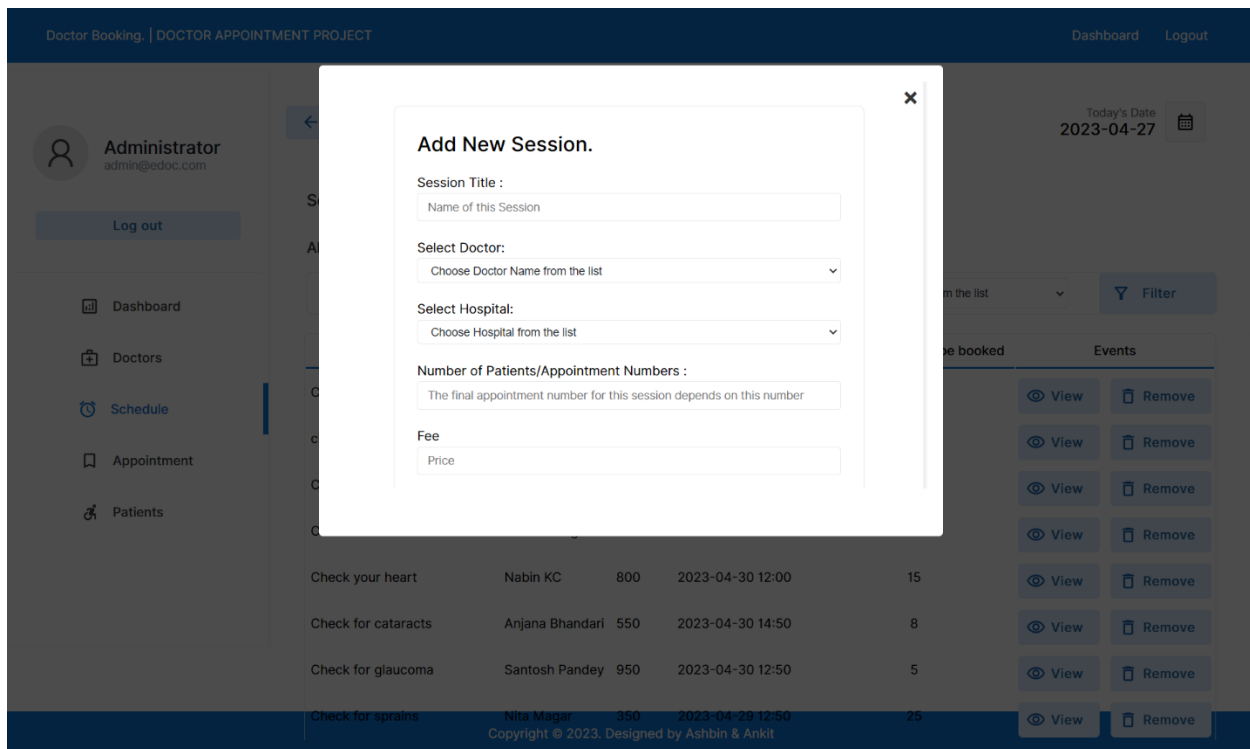 Doctor Booking. | DOCTOR APPOINTMENT PROJECT Dashboard Logout
Administrator
admin@edoc.com
Log out
Dashboard
Doctors
Schedule
Appointment
Patients
Today's Date
2023-04-27
Add New Session.
Session Title :
Name of this Session
Select Doctor:
Choose Doctor Name from the list
Select Hospital:
Choose Hospital from the list
Number of Patients/Appointment Numbers :
The final appointment number for this session depends on this number
Fee
Price
the list Filter
booked Events
View Remove
View Remove
View Remove
View Remove
Check your heart Nabin KC 800 2023-04-30 12:00 15 View Remove
Check for cataracts Anjana Bhandari 550 2023-04-30 14:50 8 View Remove
Check for glaucoma Santosh Pandey 950 2023-04-30 12:50 5 View Remove
Check for sprains Nita Magar 350 2023-04-29 12:50 25 View Remove
Copyright © 2023. Designed by Ashbin & Ankit